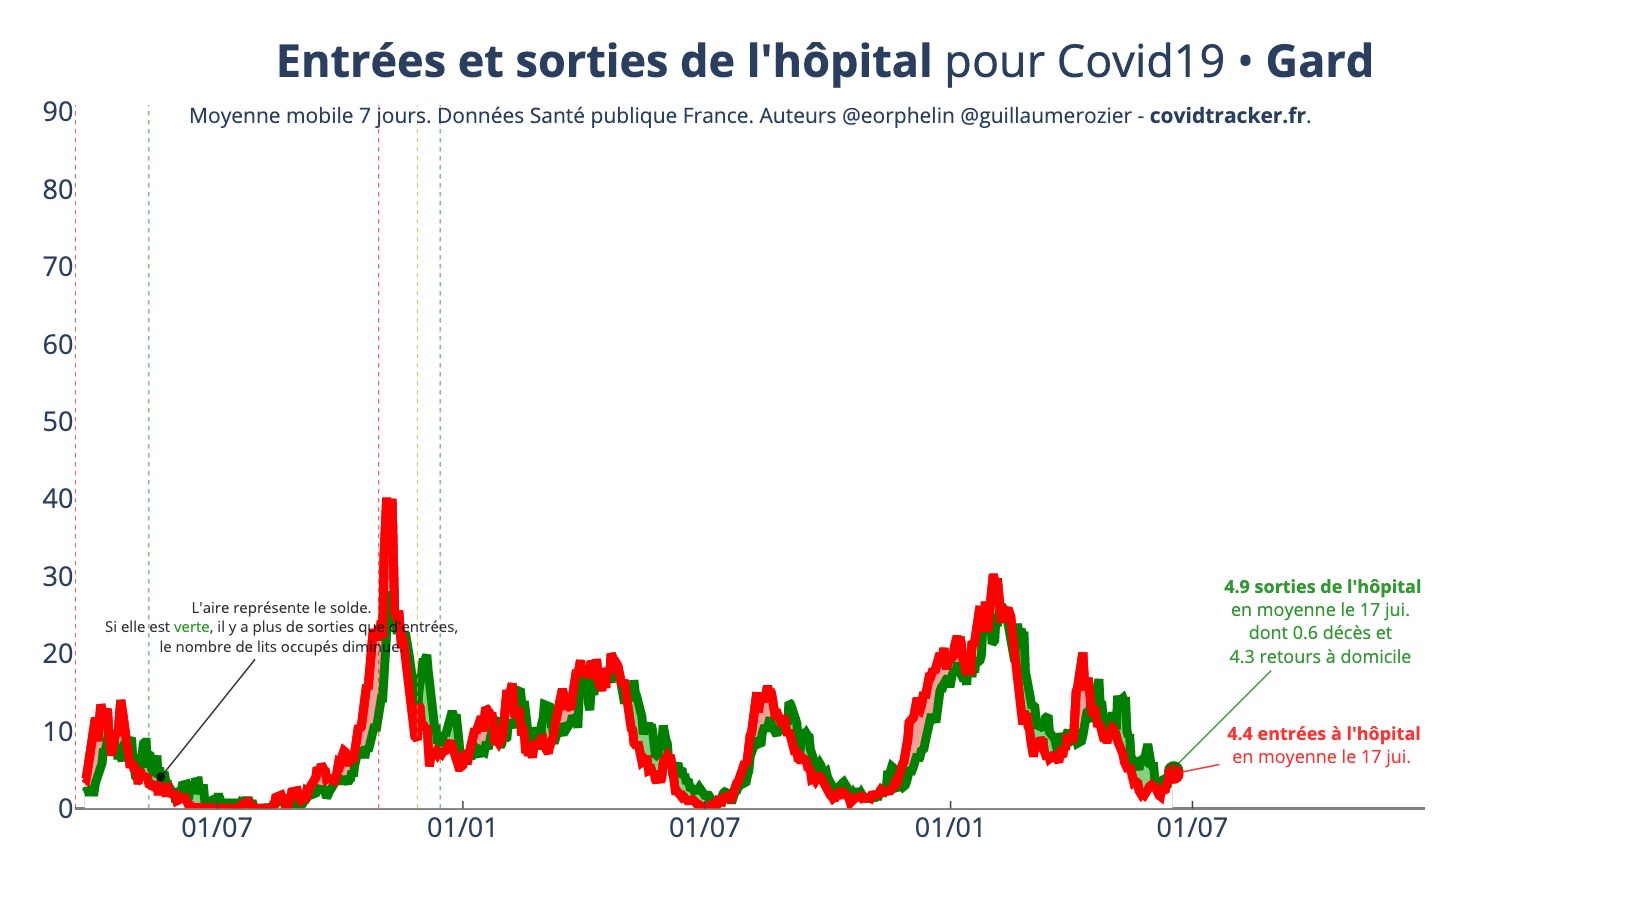 Entrées et sorties de l'hôpital pour Covid19 • Gard
Moyenne mobile 7 jours. Données Santé publique France. Auteurs @eorphelin @guillaumerozier - covidtracker.fr.
90
80
70
60
50
40
30
20
10
0
L'aire représente le solde.
Si elle est verte, il y a plus de sorties que d'entrées,
le nombre de lits occupés diminue.
4.9 sorties de l'hôpital
en moyenne le 17 jui.
dont 0.6 décès et
4.3 retours à domicile
4.4 entrées à l'hôpital
en moyenne le 17 jui.
01/07
01/01
01/07
01/01
01/07